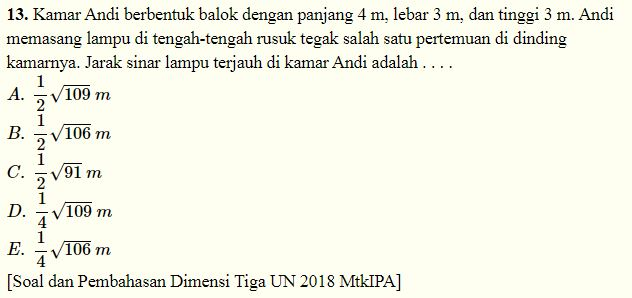 13. Kamar Andi berbentuk balok dengan panjang 4 m, lebar 3 m, dan tinggi 3 m. Andi
memasang lampu di tengah-tengah rusuk tegak salah satu pertemuan di dinding
kamarnya. Jarak sinar lampu terjauh di kamar Andi adalah . . . .
A. \frac{1}{2}\sqrt{109} m
B. \frac{1}{2}\sqrt{106} m
C. \frac{1}{2}\sqrt{91} m
D. \frac{1}{4}\sqrt{109} m
E. \frac{1}{4}\sqrt{106} m
[Soal dan Pembahasan Dimensi Tiga UN 2018 MtkIPA]